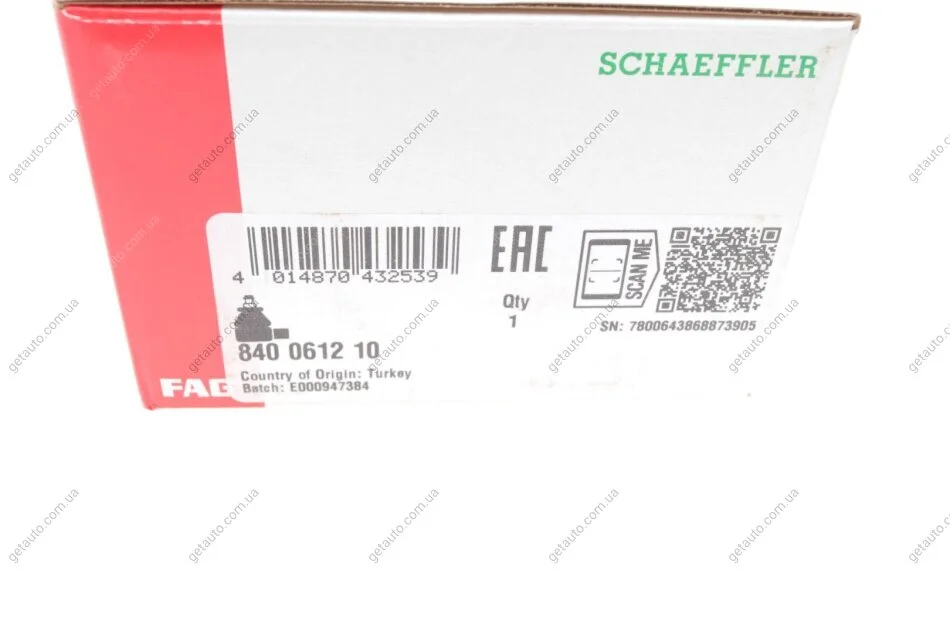 SCHAEFFLER
4 014870 432539
EAC
Qty
1
SCAN ME
SN: 7800643868873905
840 0612 10
Country of Origin: Turkey
Batch: E000947384
FAG
getauto.com.ua